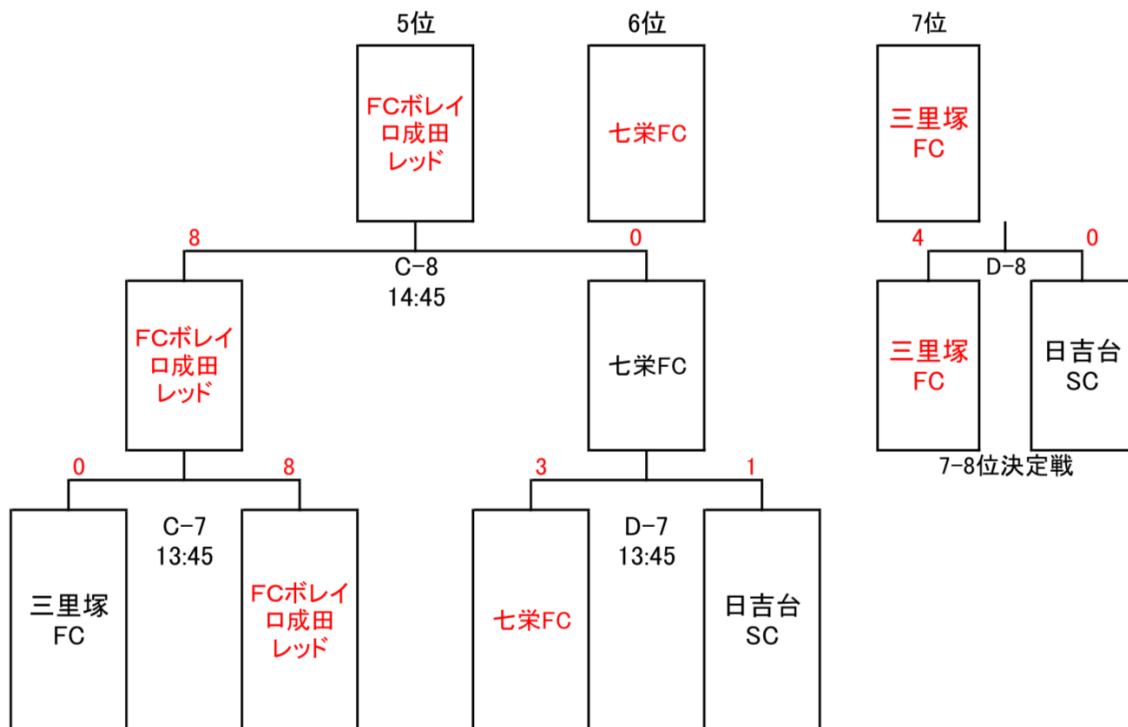 5位
6位
7位
FCボレイ
ロ成田
レッド
七栄FC
三里塚
FC
8
0
4
0
C-8
14:45
D-8
FCボレイ
ロ成田
レッド
七栄FC
三里塚
FC
日吉台
SC
7-8位決定戦
0
8
3
1
C-7
13:45
D-7
13:45
三里塚
FC
FCボレイ
ロ成田
レッド
七栄FC
日吉台
SC